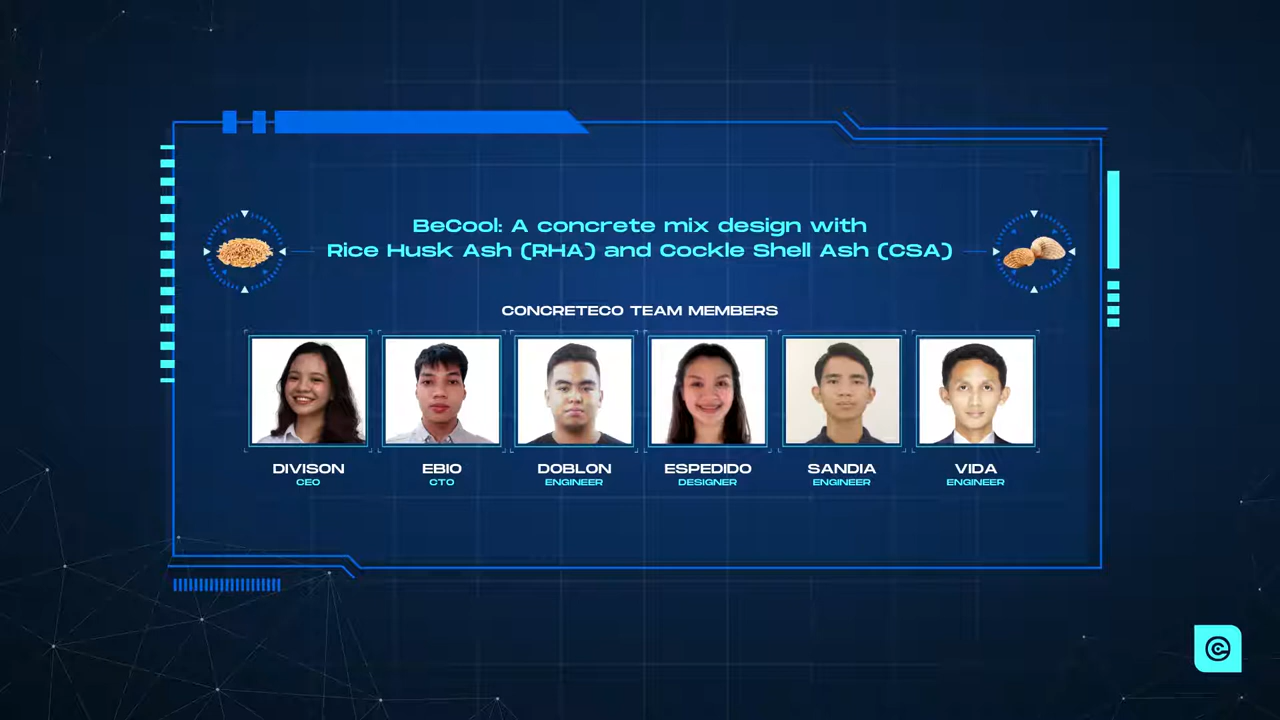 BeCool: A concrete mix design with
Rice Husk Ash (RHA) and Cockle Shell Ash (CSA)
CONCRETECO TEAM MEMBERS
DIVISON EBIO DOBLON ESPEDIDO SANDIA VIDA
CEO CTO ENGINEER DESIGNER ENGINEER ENGINEER